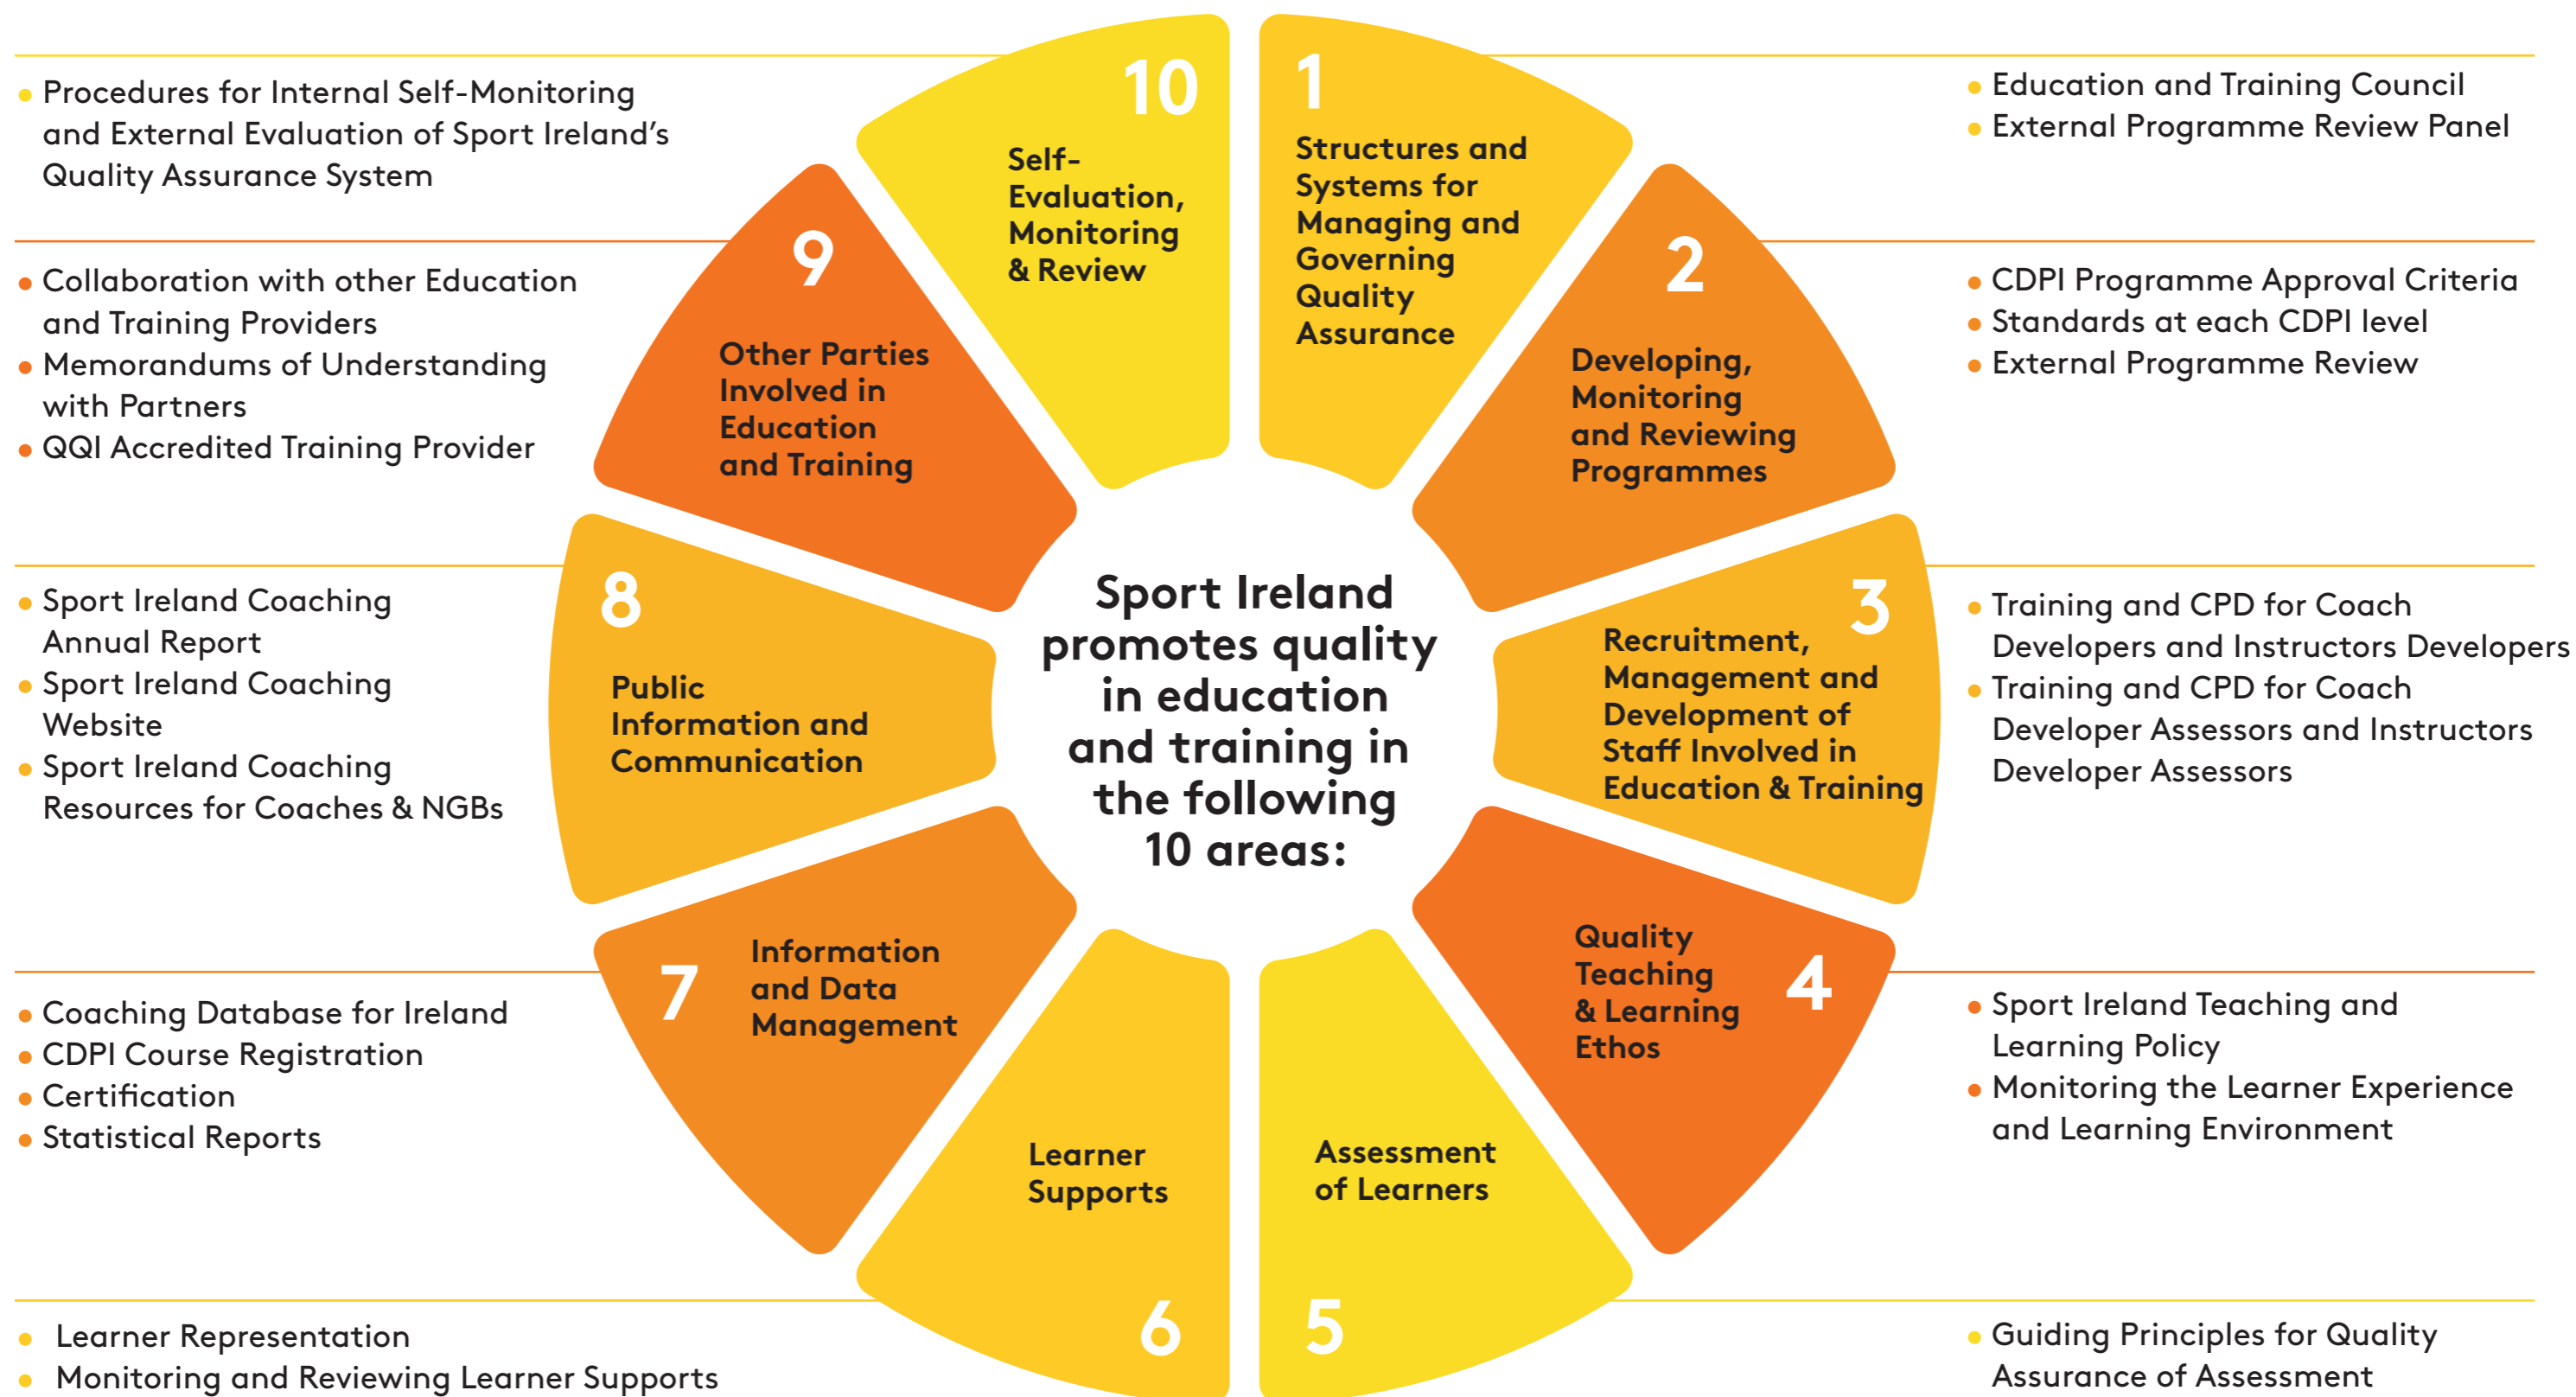 Sport Ireland
promotes quality
in education
and training in
the following
10 areas:
1
Structures and
Systems for
Managing and
Governing
Quality
Assurance
• Education and Training Council
• External Programme Review Panel
2
Developing,
Monitoring
and Reviewing
Programmes
• CDPI Programme Approval Criteria
• Standards at each CDPI level
• External Programme Review
3
Recruitment,
Management and
Development of
Staff Involved in
Education & Training
• Training and CPD for Coach
Developers and Instructors Developers
• Training and CPD for Coach
Developer Assessors and Instructors
Developer Assessors
4
Quality
Teaching
& Learning
Ethos
• Sport Ireland Teaching and
Learning Policy
• Monitoring the Learner Experience
and Learning Environment
5
Assessment
of Learners
• Guiding Principles for Quality
Assurance of Assessment
6
Learner
Supports
• Learner Representation
• Monitoring and Reviewing Learner Supports
7
Information
and Data
Management
• Coaching Database for Ireland
• CDPI Course Registration
• Certification
• Statistical Reports
8
Public
Information and
Communication
• Sport Ireland Coaching
Annual Report
• Sport Ireland Coaching
Website
• Sport Ireland Coaching
Resources for Coaches & NGBs
9
Other Parties
Involved in
Education
and Training
• Collaboration with other Education
and Training Providers
• Memorandums of Understanding
with Partners
• QQI Accredited Training Provider
10
Self-
Evaluation,
Monitoring
& Review
• Procedures for Internal Self-Monitoring
and External Evaluation of Sport Ireland’s
Quality Assurance System